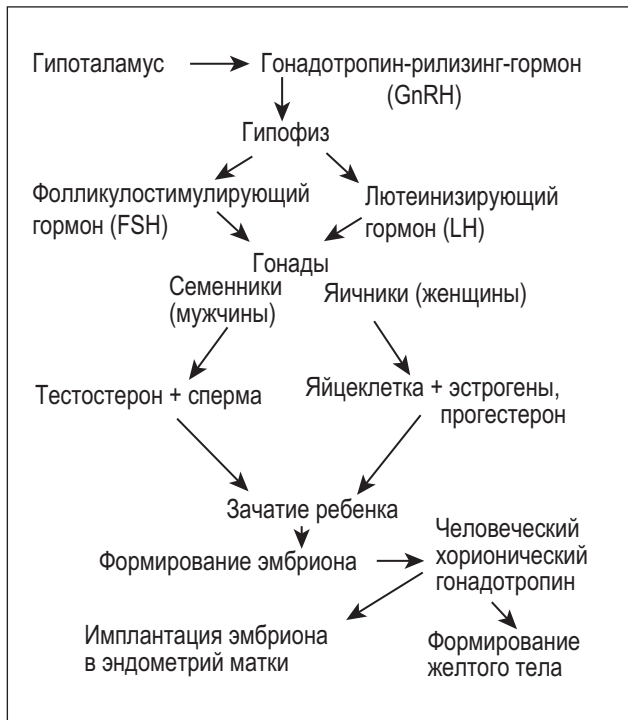 Гипоталамус
Гонадотропин-рилизинг-гормон
(GnRH)
Гипофиз
Фолликулостимулирующий
гормон (FSH)
Лютеинизирующий
гормон (LH)
Гонады
Семенники
(мужчины)
Яичники (женщины)
Тестостерон + сперма
Яйцеклетка + эстрогены,
прогестерон
Зачатие ребенка
Формирование эмбриона
Человеческий
хорионический
гонадотропин
Имплантация эмбриона
в эндометрий матки
Формирование
желтого тела